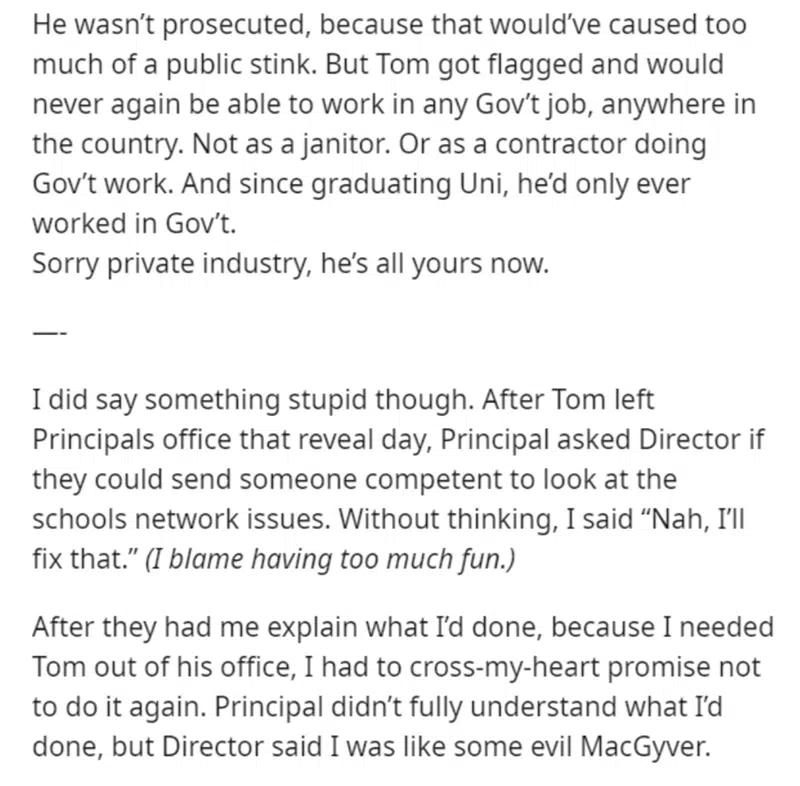 He wasn’t prosecuted, because that would’ve caused too
much of a public stink. But Tom got flagged and would
never again be able to work in any Gov’t job, anywhere in
the country. Not as a janitor. Or as a contractor doing
Gov’t work. And since graduating Uni, he’d only ever
worked in Gov’t.
Sorry private industry, he’s all yours now.
—-
I did say something stupid though. After Tom left
Principals office that reveal day, Principal asked Director if
they could send someone competent to look at the
schools network issues. Without thinking, I said “Nah, I’ll
fix that.” (I blame having too much fun.)
After they had me explain what I’d done, because I needed
Tom out of his office, I had to cross-my-heart promise not
to do it again. Principal didn’t fully understand what I’d
done, but Director said I was like some evil MacGyver.